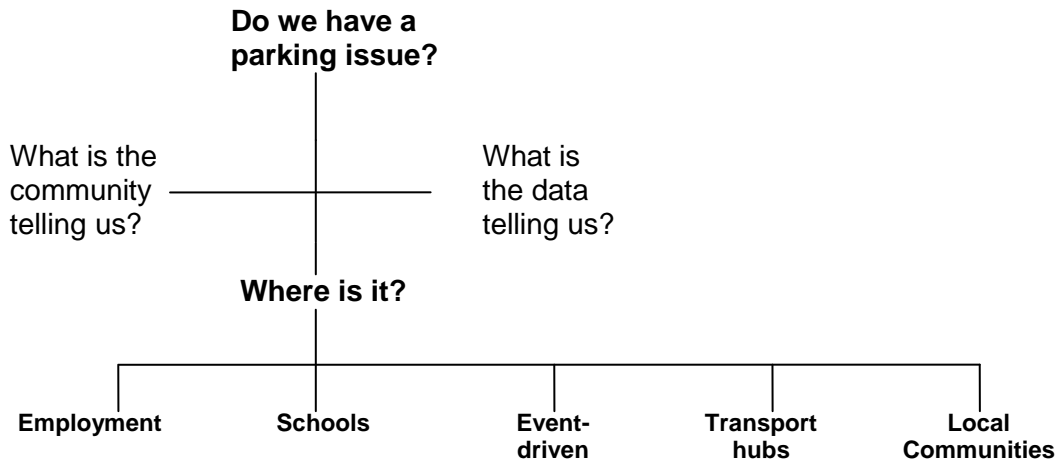 Do we have a
parking issue?
What is the
community
telling us?
What is
the data
telling us?
Where is it?
Employment
Schools
Event-
driven
Transport
hubs
Local
Communities